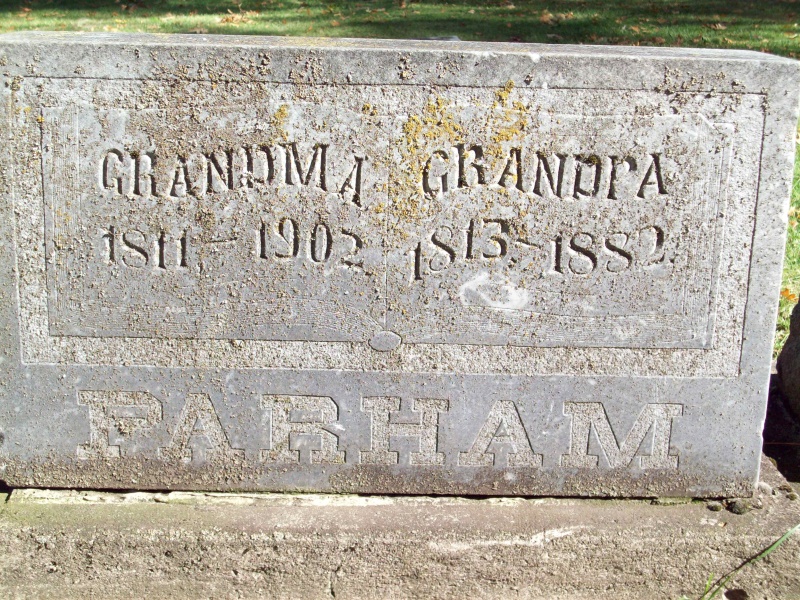 GRANDMA GRANDPA
1811 - 1902 1813 - 1882
PARHAM